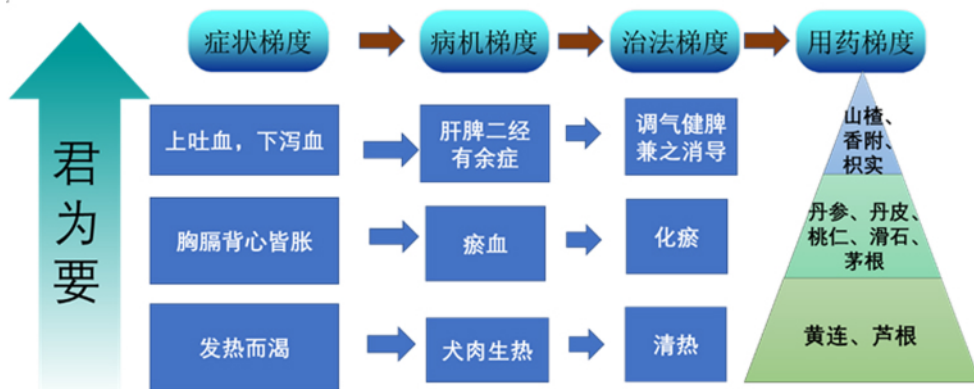 症状梯度
病机梯度
治法梯度
用药梯度
君
为
要
上吐血，下泻血
肝脾二经
有余症
调气健脾
兼之消导
山楂、
香附、
枳实
胸膈背心皆胀
瘀血
化瘀
丹参、丹皮、
桃仁、滑石、
茅根
发热而渴
犬肉生热
清热
黄连、芦根